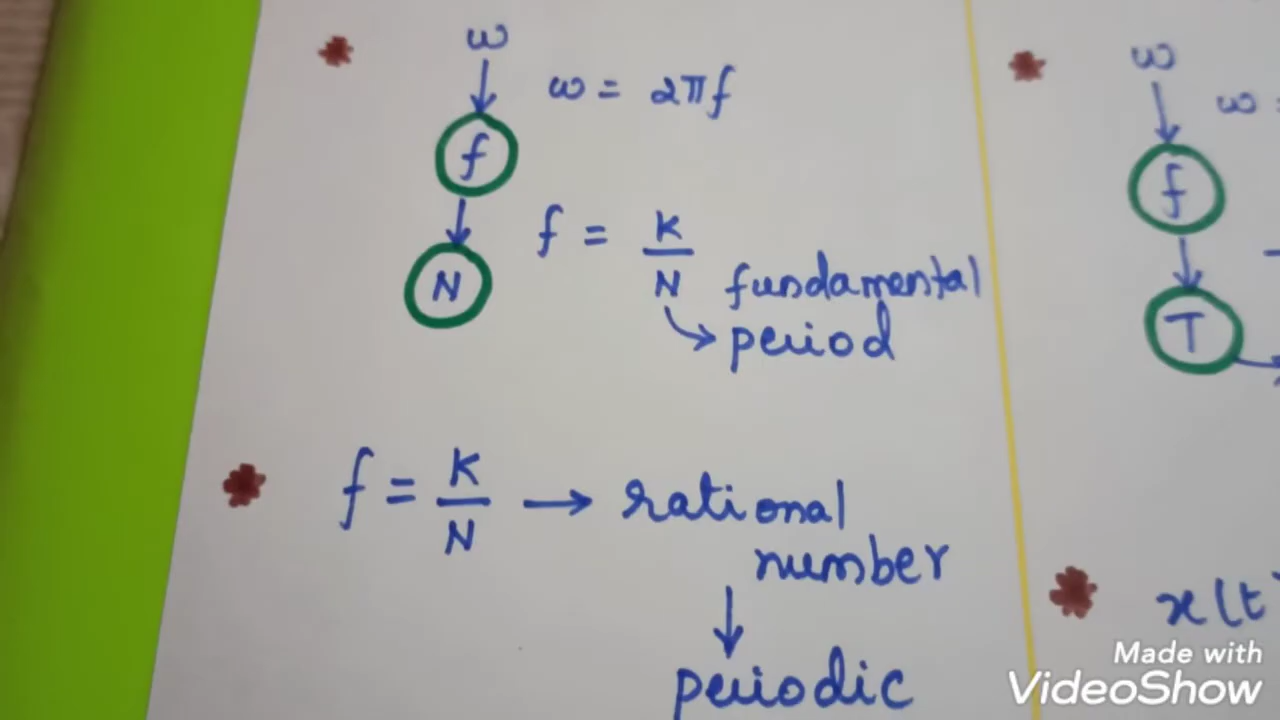 ω
ω = 2πf
f
f = K/N
N
fundamental
period
f = K/N → rational
number
periodic
ω
ω =
f
T
x(t
Made with
VideoShow